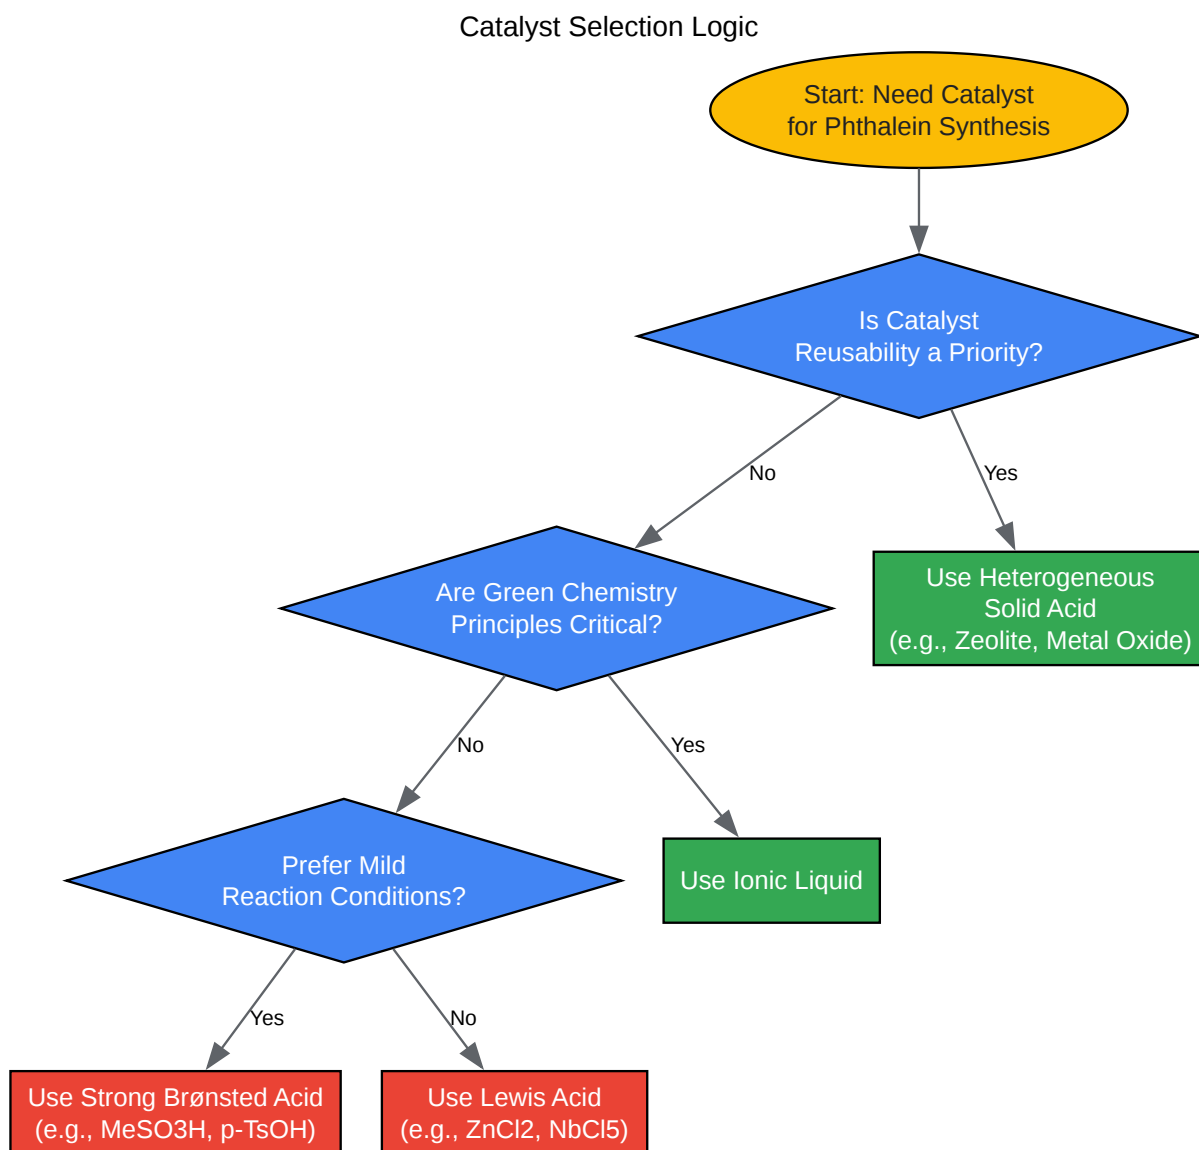 Catalyst Selection Logic
Start: Need Catalyst
for Phthalein Synthesis
Is Catalyst
Reusability a Priority?
No
Yes
Are Green Chemistry
Principles Critical?
Use Heterogeneous
Solid Acid
(e.g., Zeolite, Metal Oxide)
No
Yes
Prefer Mild
Reaction Conditions?
Use Ionic Liquid
Yes
No
Use Strong Brønsted Acid
(e.g., MeSO3H, p-TsOH)
Use Lewis Acid
(e.g., ZnCl2, NbCl5)